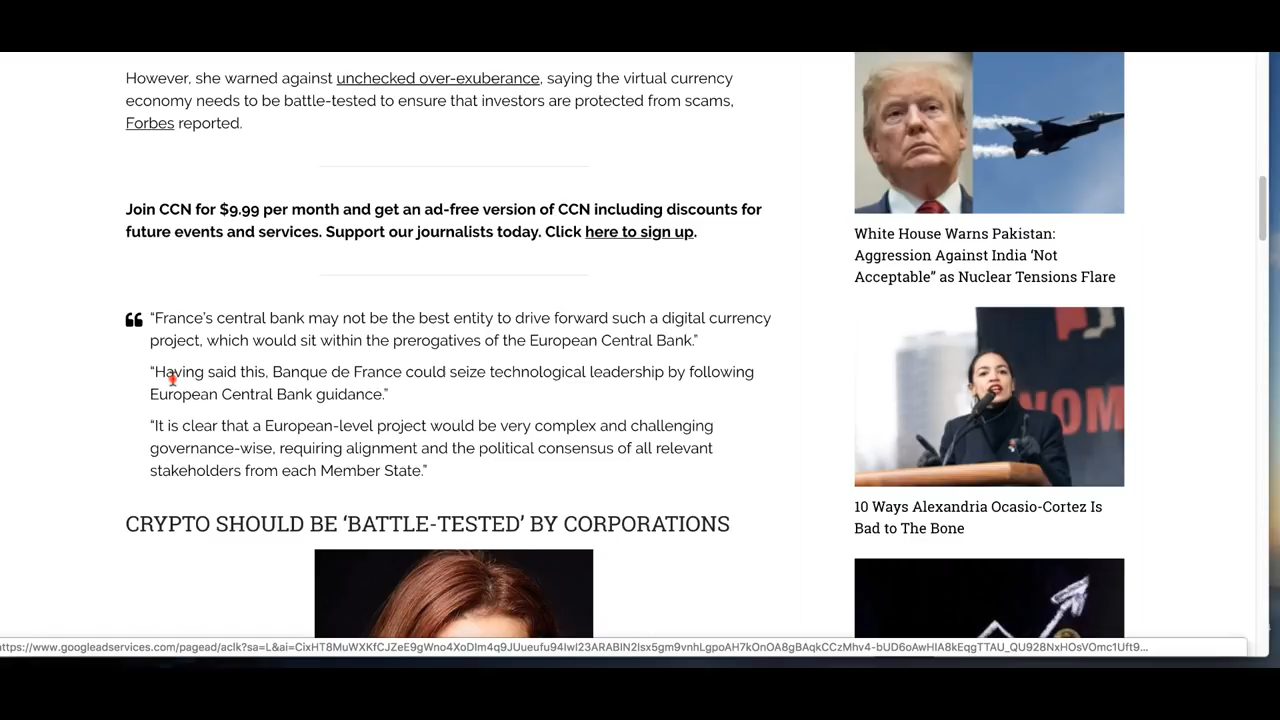 However, she warned against unchecked over-exuberance, saying the virtual currency
economy needs to be battle-tested to ensure that investors are protected from scams,
Forbes reported.
Join CCN for $9.99 per month and get an ad-free version of CCN including discounts for
future events and services. Support our journalists today. Click here to sign up.
“France’s central bank may not be the best entity to drive forward such a digital currency
project, which would sit within the prerogatives of the European Central Bank.”
“Having said this, Banque de France could seize technological leadership by following
European Central Bank guidance.”
“It is clear that a European-level project would be very complex and challenging
governance-wise, requiring alignment and the political consensus of all relevant
stakeholders from each Member State.”
CRYPTO SHOULD BE ‘BATTLE-TESTED’ BY CORPORATIONS
White House Warns Pakistan:
Aggression Against India ‘Not
Acceptable” as Nuclear Tensions Flare
10 Ways Alexandria Ocasio-Cortez Is
Bad to The Bone